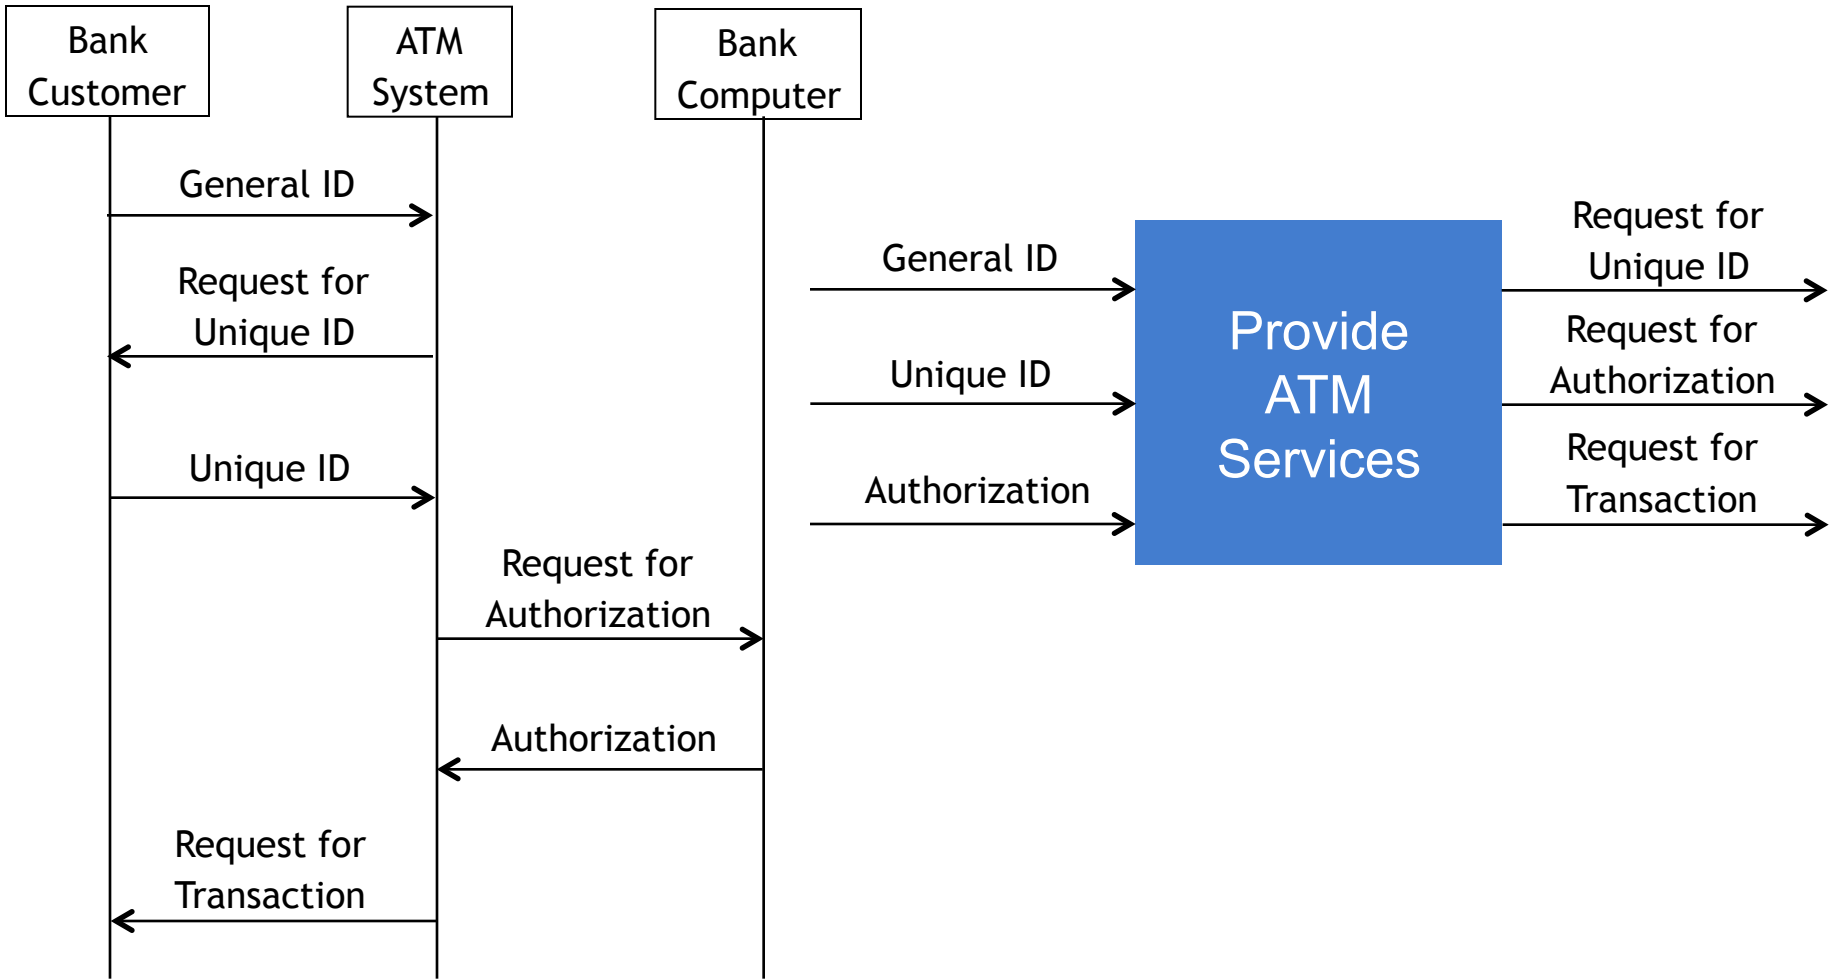 Bank
Customer
ATM
System
Bank
Computer
General ID
Request for
Unique ID
Unique ID
Request for
Authorization
Authorization
Request for
Transaction
General ID
Unique ID
Authorization
Provide
ATM
Services
Request for
Unique ID
Request for
Authorization
Request for
Transaction